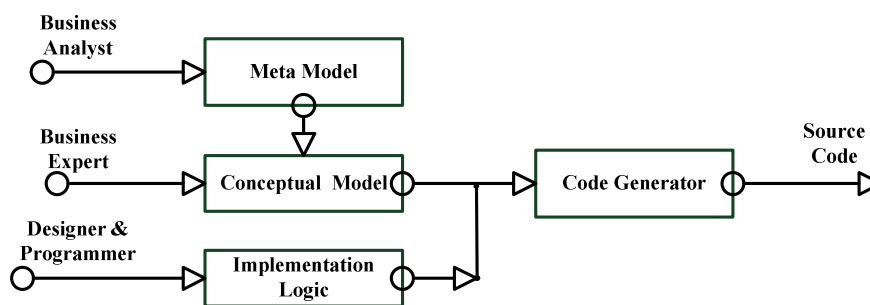 Business
Analyst
Meta Model
Business
Expert
Conceptual Model
Code Generator
Source
Code
Designer &
Programmer
Implementation
Logic